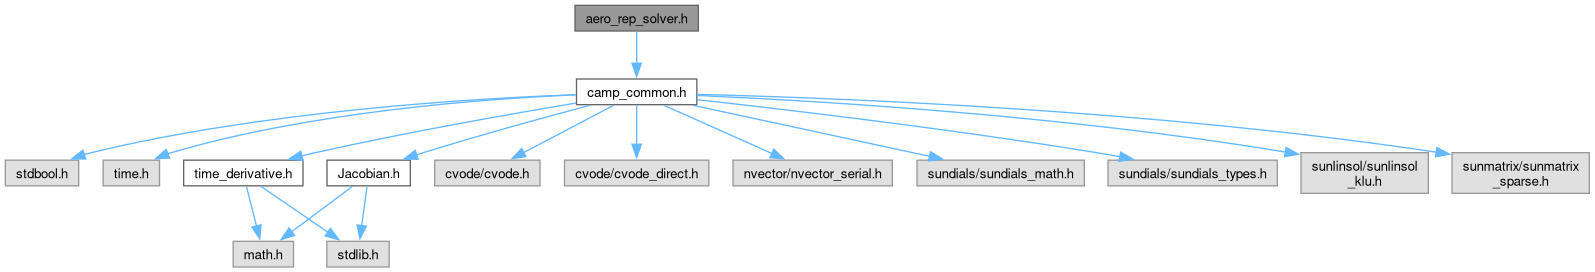 aero_rep_solver.h
camp_common.h
stdbool.h
time.h
time_derivative.h
Jacobian.h
cvode/cvode.h
cvode/cvode_direct.h
nvector/nvector_serial.h
sundials/sundials_math.h
sundials/sundials_types.h
sunlinsol/sunlinsol
_klu.h
sunmatrix/sunmatrix
_sparse.h
math.h
stdlib.h